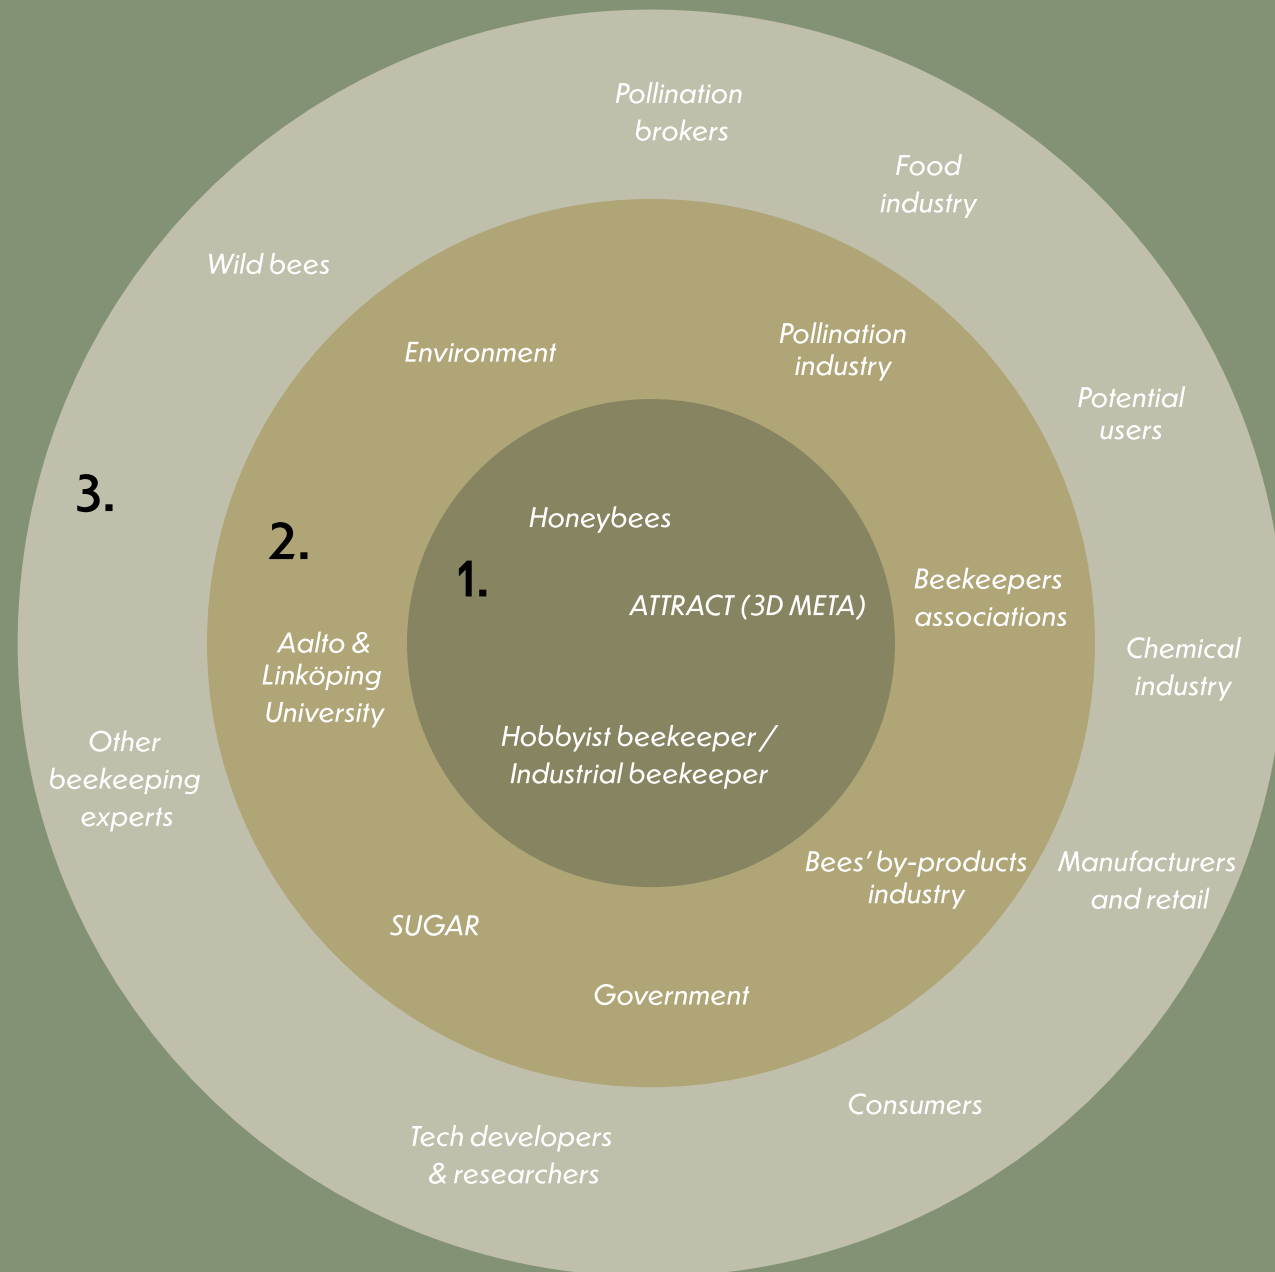 Pollination
brokers
Food
industry
Wild bees
Environment
Pollination
industry
Potential
users
3.
2.
1.
Honeybees
ATTRACT (3D META)
Beekeepers
associations
Aalto &
Linköping
University
Chemical
industry
Other
beekeeping
experts
Hobbyist beekeeper /
Industrial beekeeper
Bees’ by-products
industry
Manufacturers
and retail
SUGAR
Government
Consumers
Tech developers
& researchers